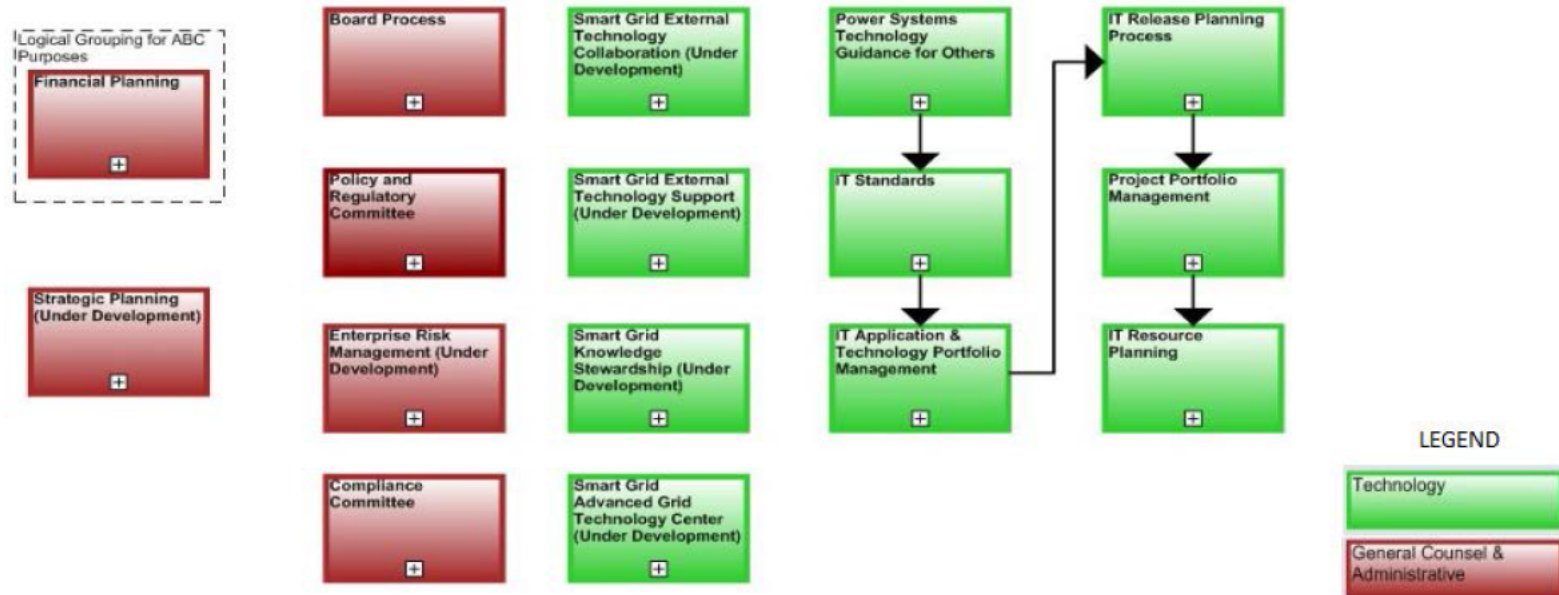 Logical Grouping for ABC
Purposes
Financial Planning
Strategic Planning
(Under Development)
Board Process
Policy and
Regulatory
Committee
Enterprise Risk
Management (Under
Development)
Compliance
Committee
Smart Grid External
Technology
Collaboration (Under
Development)
Smart Grid External
Technology Support
(Under Development)
Smart Grid
Knowledge
Stewardship (Under
Development)
Smart Grid
Advanced Grid
Technology Center
(Under Development)
Power Systems
Technology
Guidance for Others
IT Standards
IT Application &
Technology Portfolio
Management
IT Release Planning
Process
Project Portfolio
Management
IT Resource
Planning
LEGEND
Technology
General Counsel &
Administrative